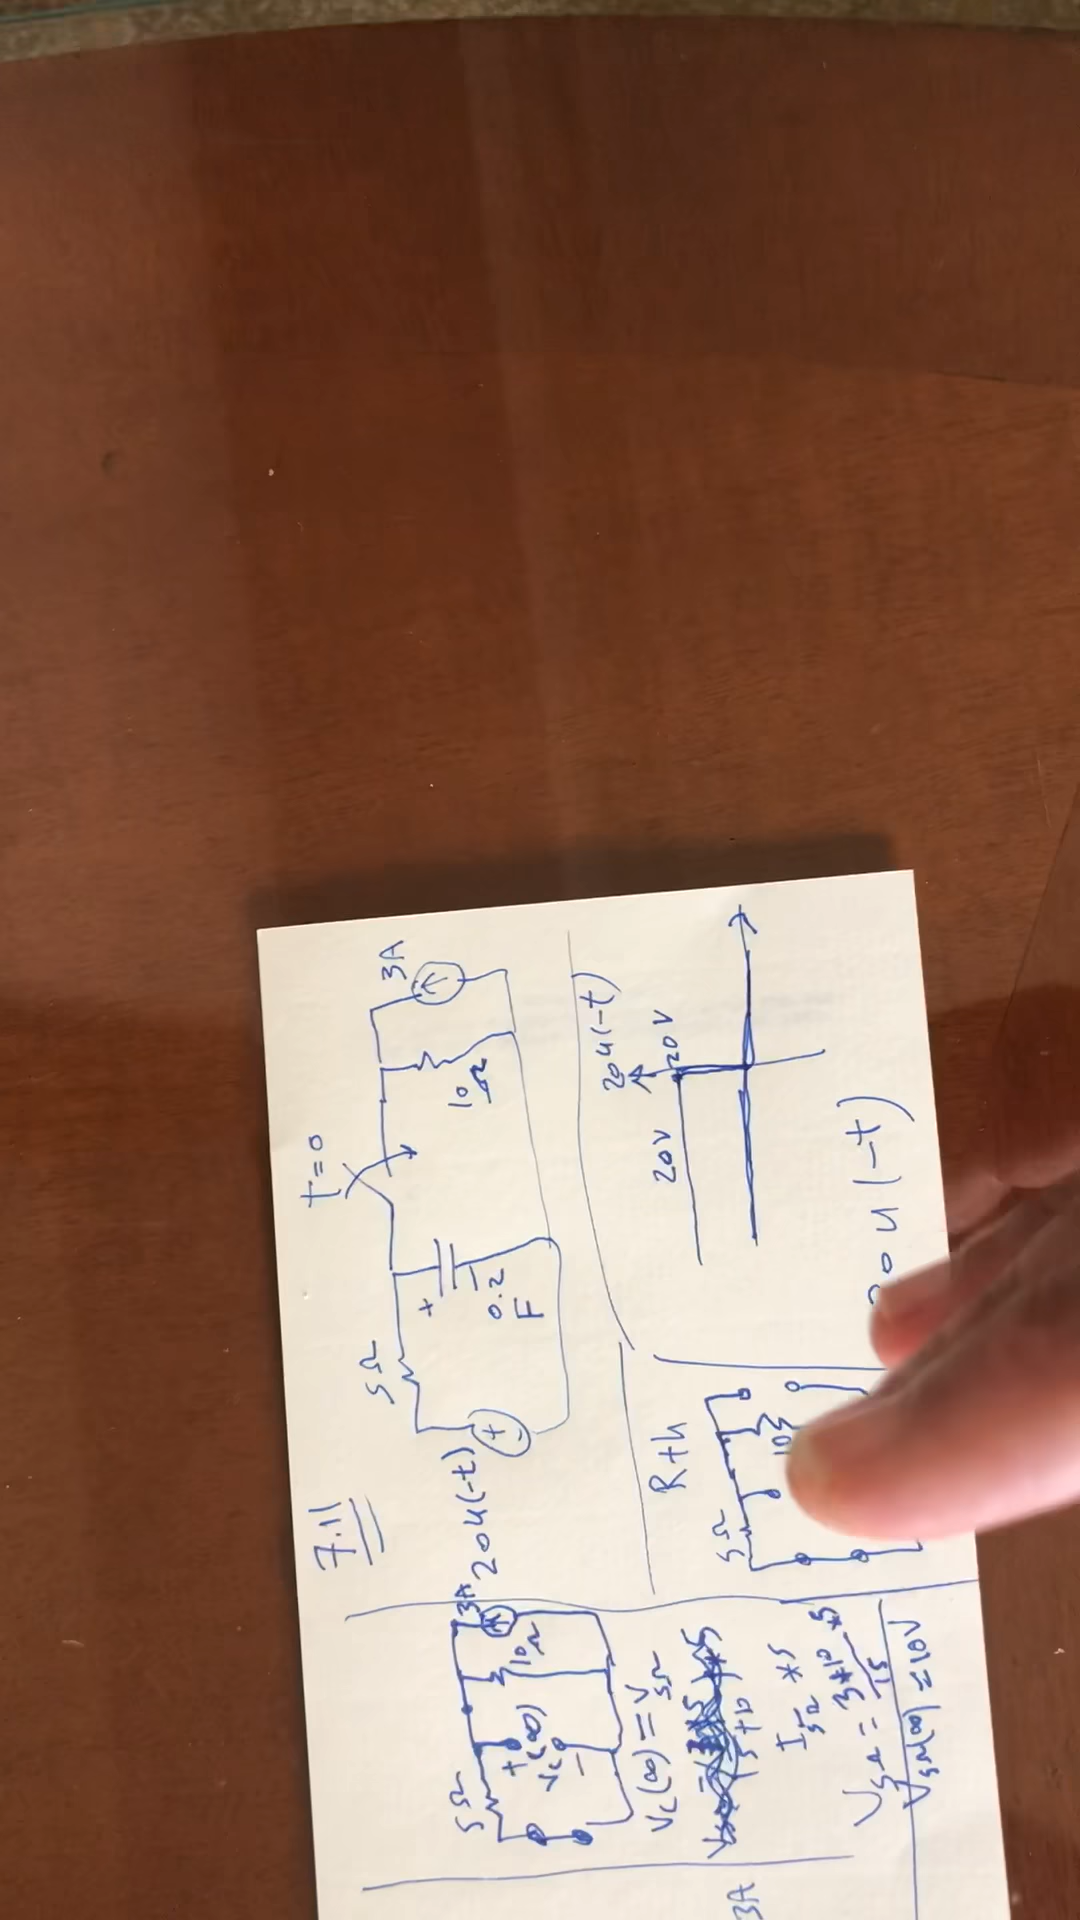 7.11
t=0
5Ω
+
0.2
F
10
Ω
3A
20u(-t)
+
-
20u(-t)
20V
20V
20u(-t)
Rth
5Ω
10Ω
5Ω
3A
10Ω
+
Vc(∞)
-
Vc(∞) = V5Ω
I5Ω * 5
V5Ω = 3*10/15 * 5
V5Ω(∞) = 10V
3A